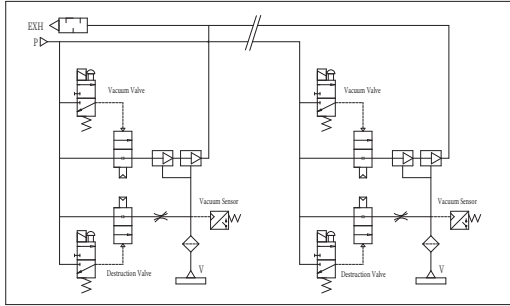 EXH
P
Vacuum Valve
Vacuum Valve
Vacuum Sensor
Vacuum Sensor
Destruction Valve
V
Destruction Valve
V